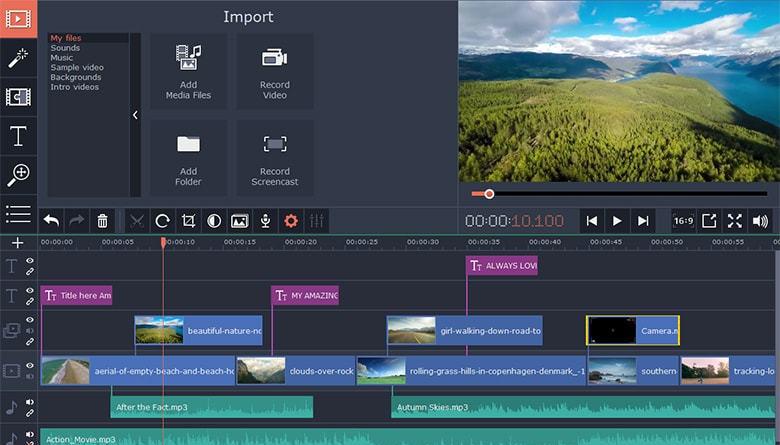 Import
My files
Sounds
Music
Sample video
Backgrounds
Intro videos
Add
Media Files
Record
Video
Add
Folder
Record
Screencast
00:00:10.100
16:9
00:00:00
00:00:05
00:00:10
00:00:15
00:00:20
00:00:25
00:00:30
00:00:35
00:00:40
00:00:45
00:00:50
00:00:55
ALWAYS LOVI
Title here Am
MY AMAZINC
beautiful-nature-no
girl-walking-down-road-to
Camera.m
aerial-of-empty-beach-and-beach-ho
clouds-over-rock
rolling-grass-hills-in-copenhagen-denmark_-1
southern
tracking-lo
After the Fact.mp3
Autumn Skies.mp3
Action_Movie.mp3